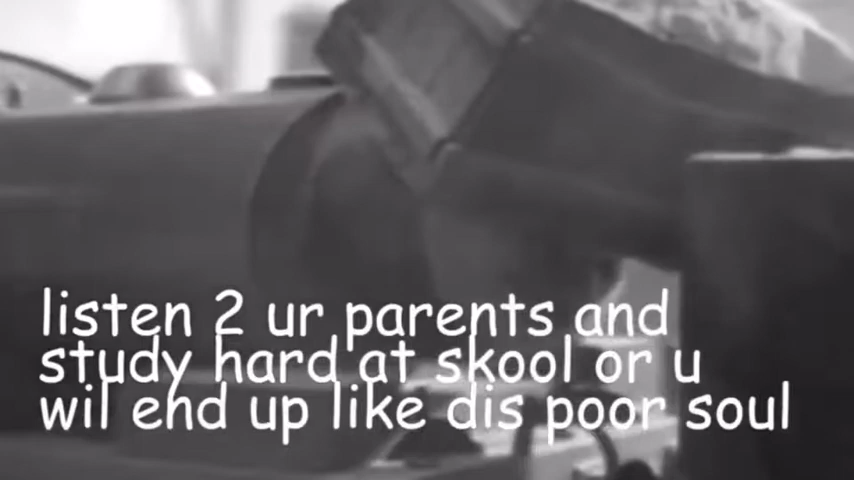 listen 2 ur parents and
study hard at skool or u
wil end up like dis poor soul